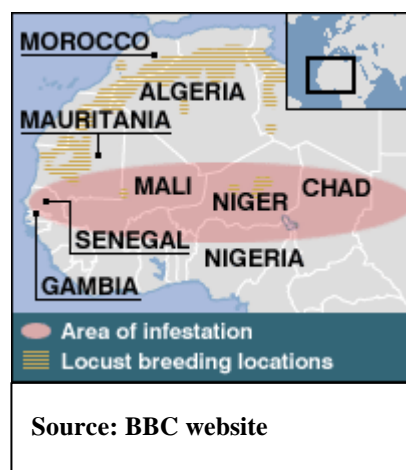 MOROCCO
ALGERIA
MAURITANIA
MALI
NIGER
CHAD
SENEGAL
NIGERIA
GAMBIA
Area of infestation
Locust breeding locations
Source: BBC website